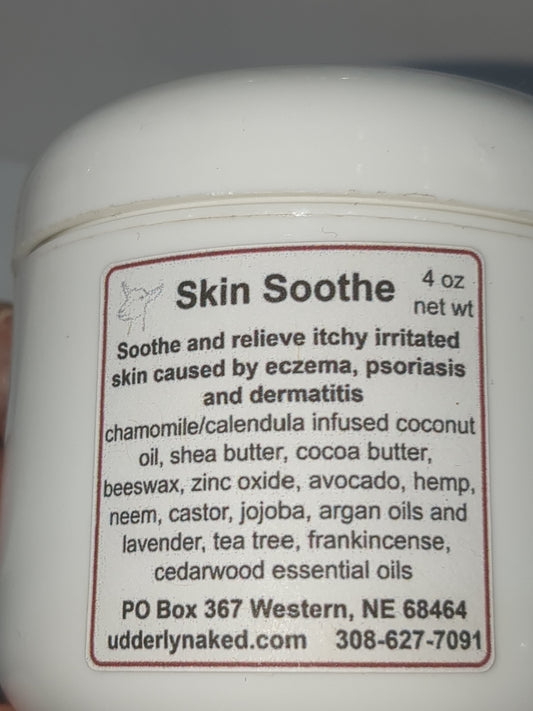 Skin Soothe
4 oz
net wt
Soothe and relieve itchy irritated
skin caused by eczema, psoriasis
and dermatitis
chamomile/calendula infused coconut
oil, shea butter, cocoa butter,
beeswax, zinc oxide, avocado, hemp,
neem, castor, jojoba, argan oils and
lavender, tea tree, frankincense,
cedarwood essential oils
PO Box 367 Western, NE 68464
udderlynaked.com 308-627-7091